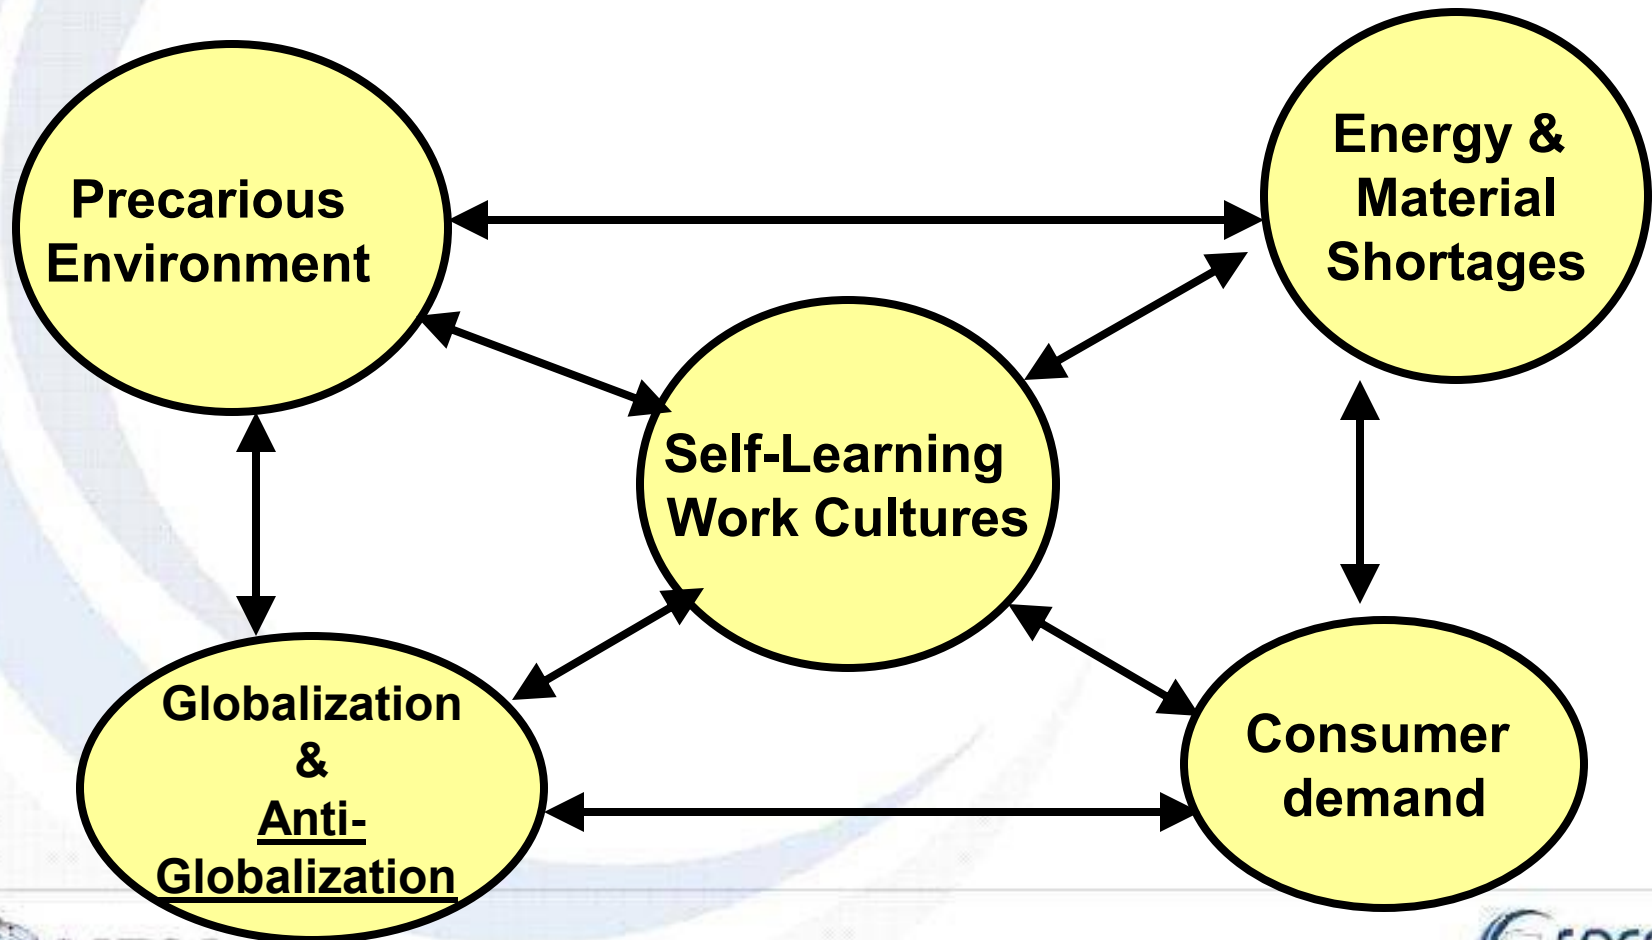 Precarious
Environment
Energy &
Material
Shortages
Self-Learning
Work Cultures
Globalization
&
Anti-
Globalization
Consumer
demand